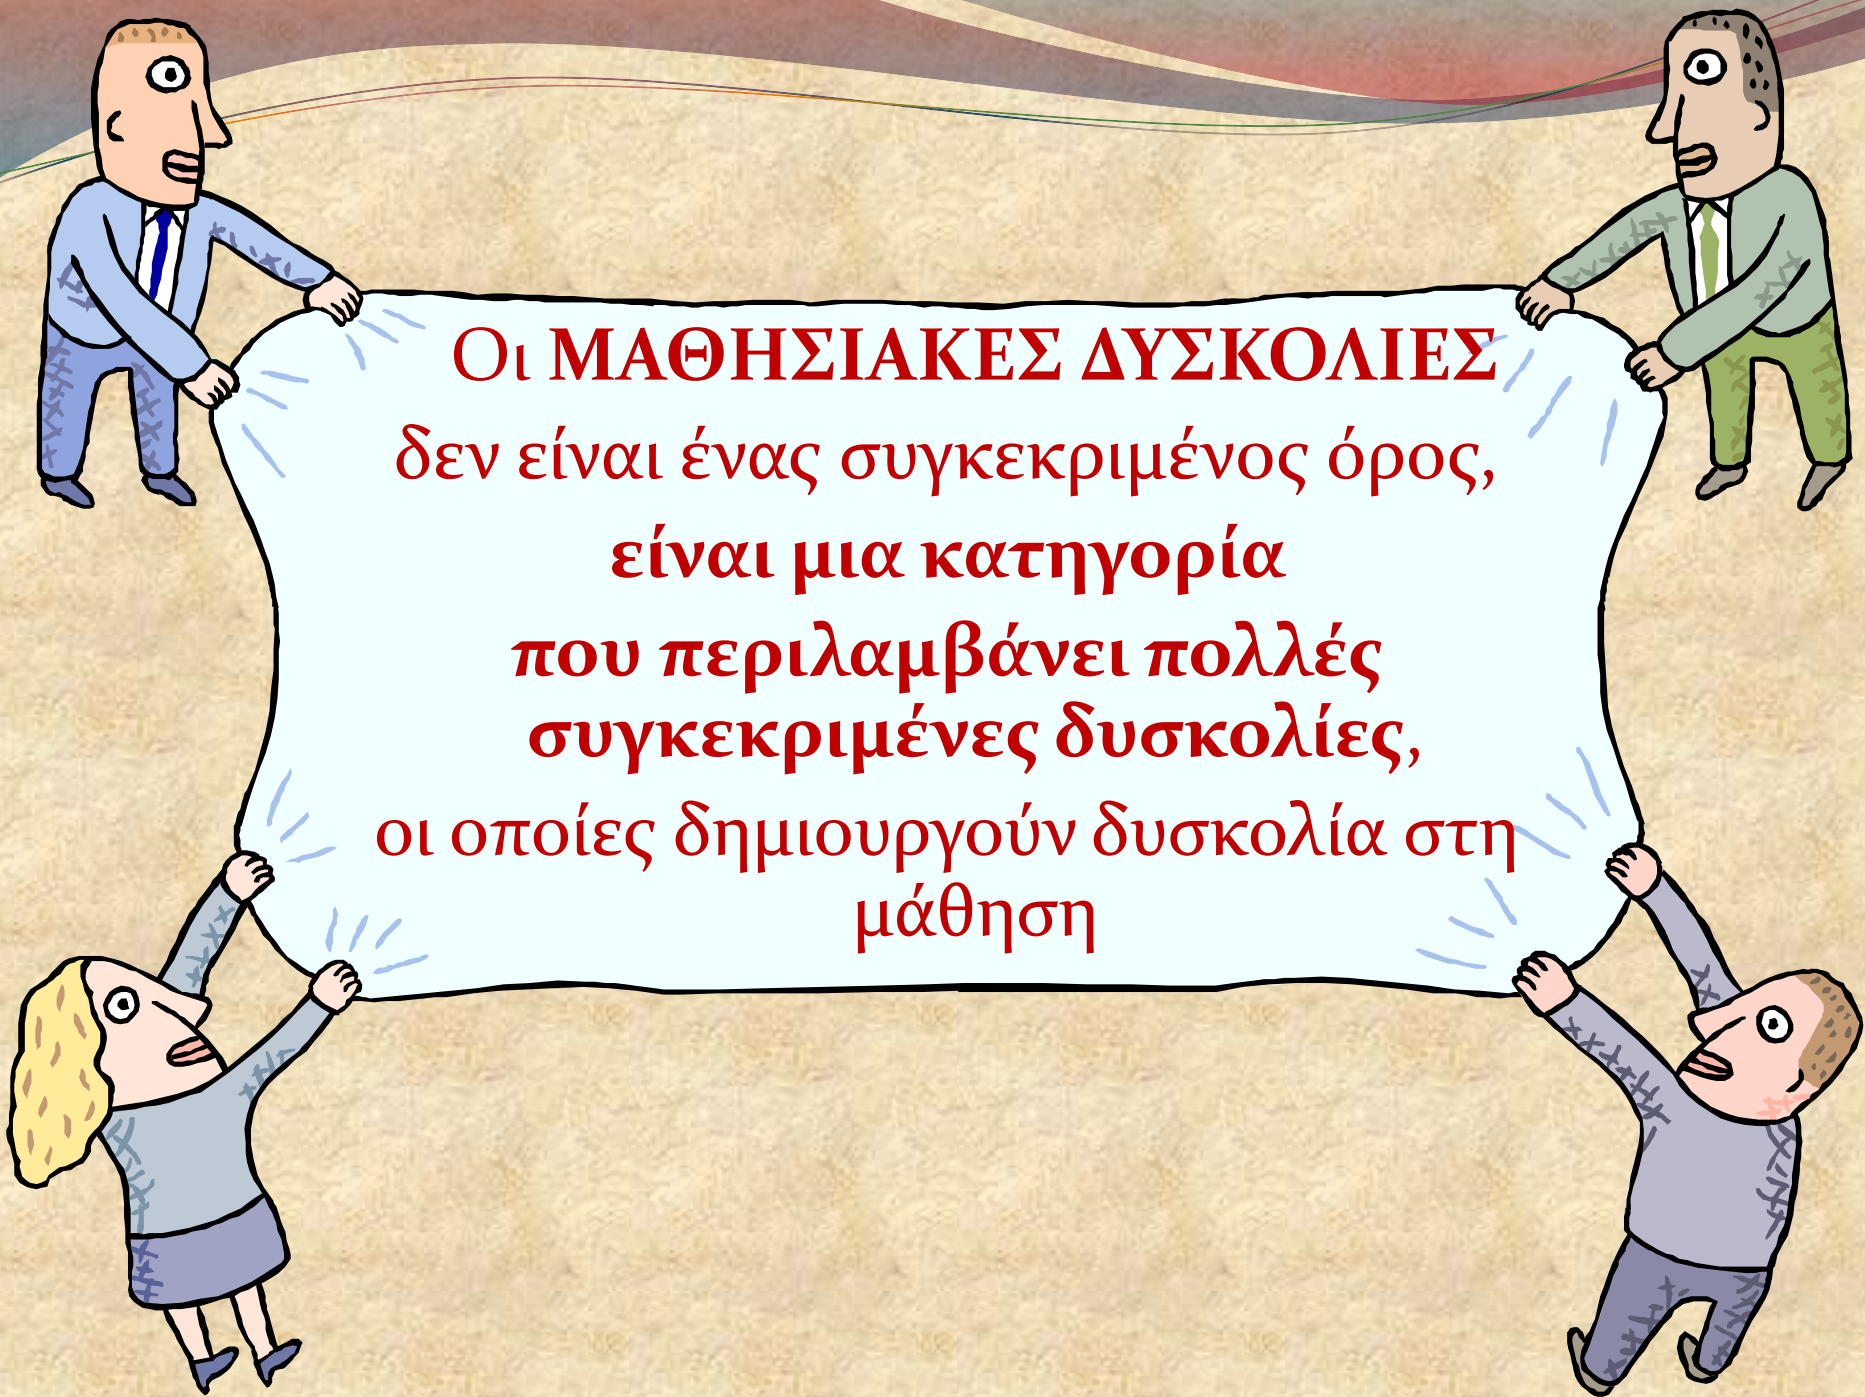 Οι ΜΑΘΗΣΙΑΚΕΣ ΔΥΣΚΟΛΙΕΣ
δεν είναι ένας συγκεκριμένος όρος,
είναι μια κατηγορία
που περιλαμβάνει πολλές
συγκεκριμένες δυσκολίες,
οι οποίες δημιουργούν δυσκολία στη
μάθηση